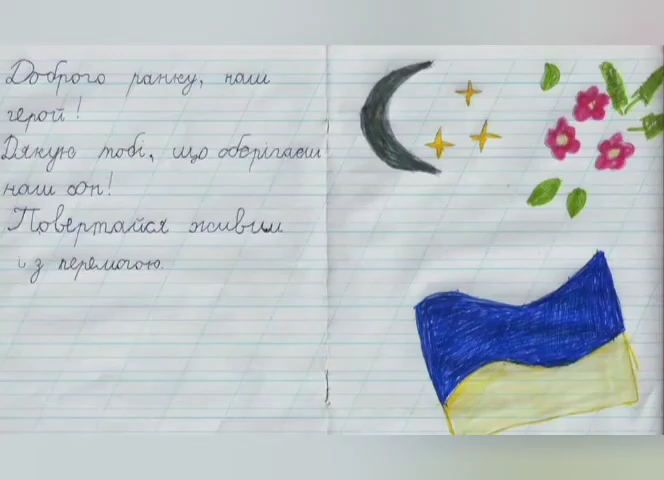 Доброго ранку, наш
герой!
Дякую тобі, що оберігаєш
наш сон!
Повертайся живим
і з перемогою